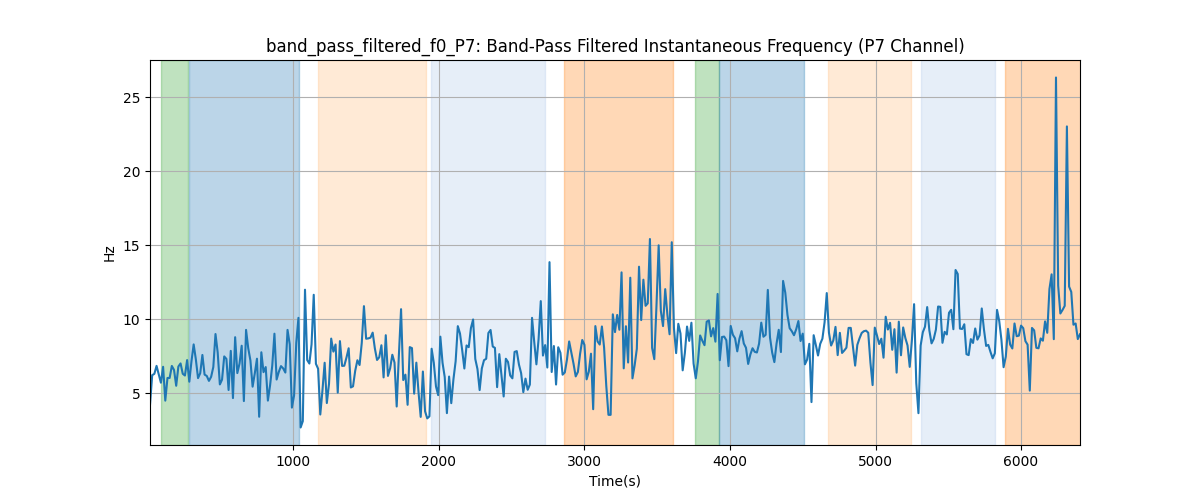 band_pass_filtered_f0_P7: Band-Pass Filtered Instantaneous Frequency (P7 Channel)
25
20
15
10
5
Hz
1000 2000 3000 4000 5000 6000
Time(s)